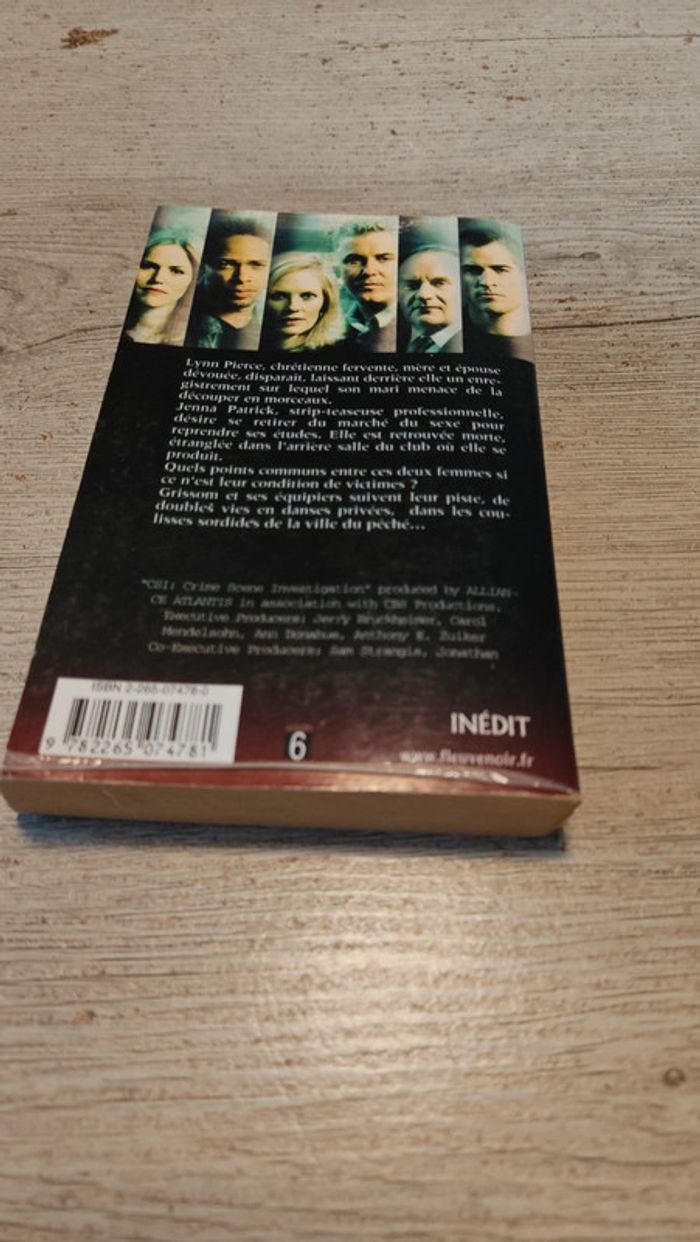 Lynn Pierce, chrétienne fervente, mère et épouse
dévouée, disparaît, laissant derrière elle un enre-
gistrement sur lequel son mari menace de la
découper en morceaux.
Jenna Patrick, strip-teaseuse professionnelle,
désire se retirer du marché du sexe pour
reprendre ses études. Elle est retrouvée morte,
étranglée dans l'arrière salle du club où elle se
produit.
Quels points communs entre ces deux femmes si
ce n'est leur condition de victimes ?
Grissom et ses équipiers suivent leur piste, de
doubles vies en danses privées, dans les cou-
lisses sordides de la ville du péché...
"CSI: Crime Scene Investigation" produced by ALLIAN-
CE ATLANTIS in association with CBS Productions.
Executive Producers: Jerry Bruckheimer, Carol
Mendelsohn, Ann Donahue, Anthony E. Zuiker
Co-Executive Producers: Sam Strangis, Jonathan
ISBN 2-265-07478-0
9 782265 074781
6
INÉDIT
www.fleuvenoir.fr